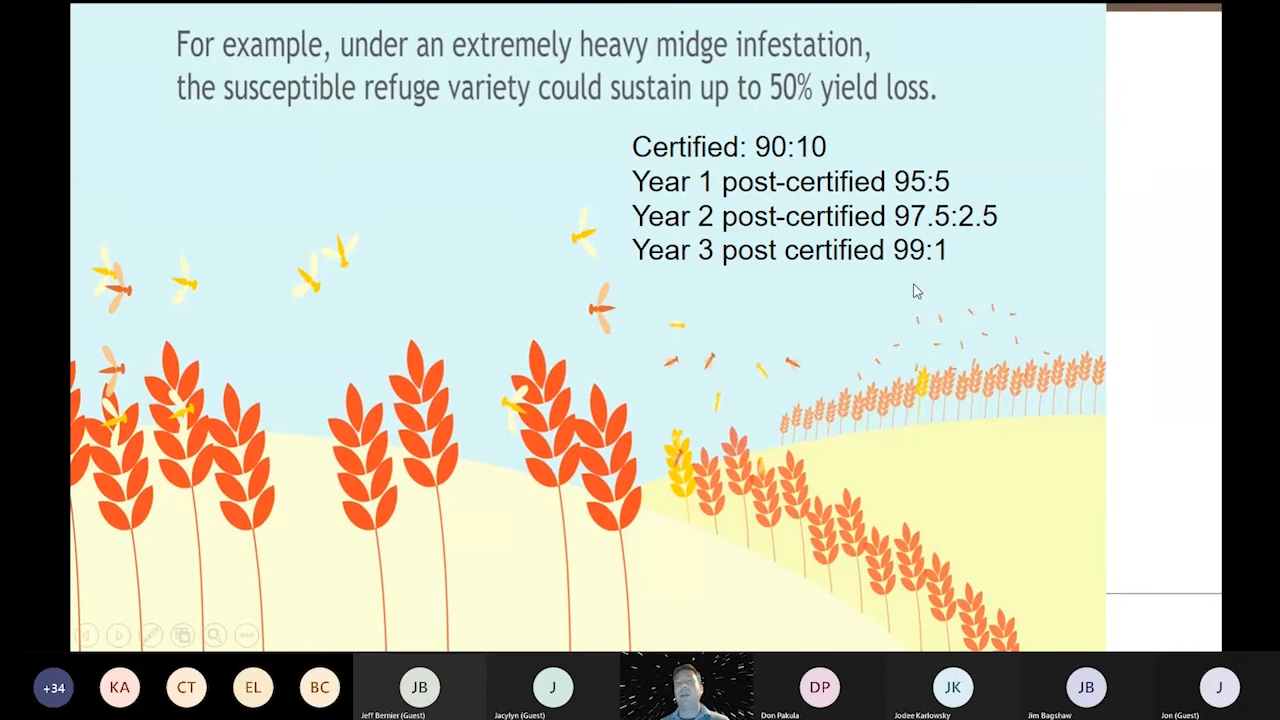 For example, under an extremely heavy midge infestation,
the susceptible refuge variety could sustain up to 50% yield loss.
Certified: 90:10
Year 1 post-certified 95:5
Year 2 post-certified 97.5:2.5
Year 3 post certified 99:1
+34
KA
CT
EL
BC
JB
J
DP
JK
JB
J
Jeff Bernier (Guest)
Jacylyn (Guest)
Don Pakula
Jodee Karlowsky
Jim Bagshaw
Jon (Guest)